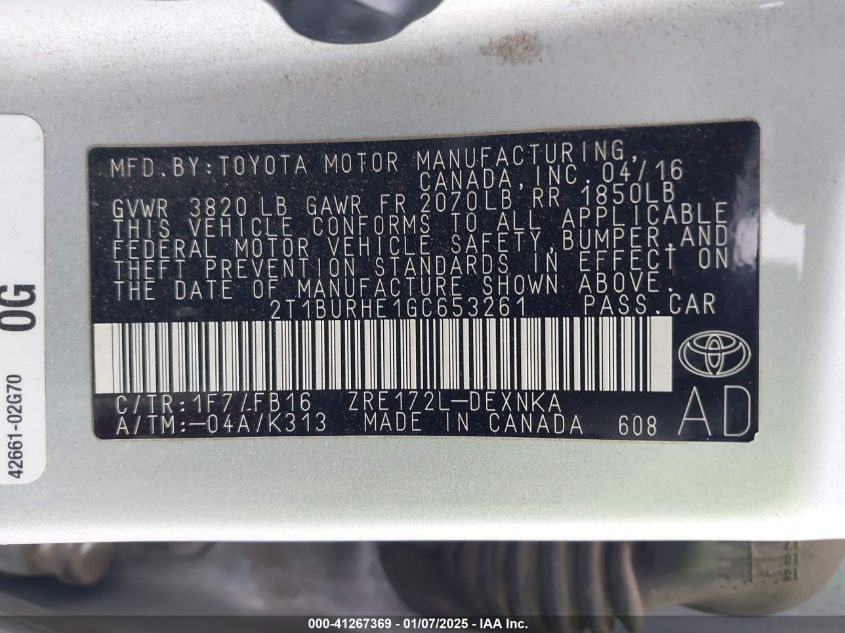 MFD.BY:TOYOTA MOTOR MANUFACTURING,
CANADA,INC.04/16
GVWR 3820 LB GAWR FR 2070LB RR 1850LB
THIS VEHICLE CONFORMS TO ALL APPLICABLE
FEDERAL MOTOR VEHICLE SAFETY,BUMPER,AND
THEFT PREVENTION STANDARDS IN EFFECT ON
THE DATE OF MANUFACTURE SHOWN ABOVE.
2T1BURHE1GC653261 PASS.CAR
C/TR:1F7/FB16 ZRE172L-DEXNKA
A/TM:-04A/K313 MADE IN CANADA 608
AD
0G
42661-02G70
000-41267369 | 01/07/2025 - IAA Inc.